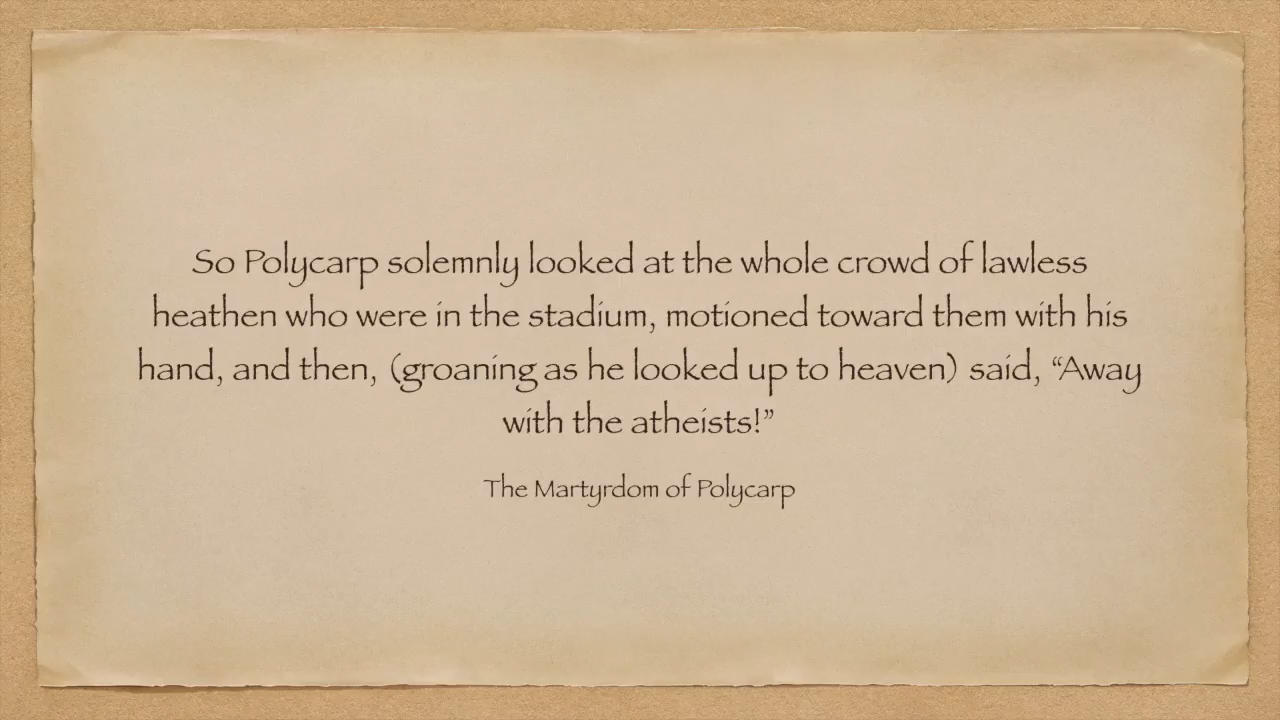 So Polycarp solemnly looked at the whole crowd of lawless
heathen who were in the stadium, motioned toward them with his
hand, and then, (groaning as he looked up to heaven) said, “Away
with the atheists!”
The Martyrdom of Polycarp